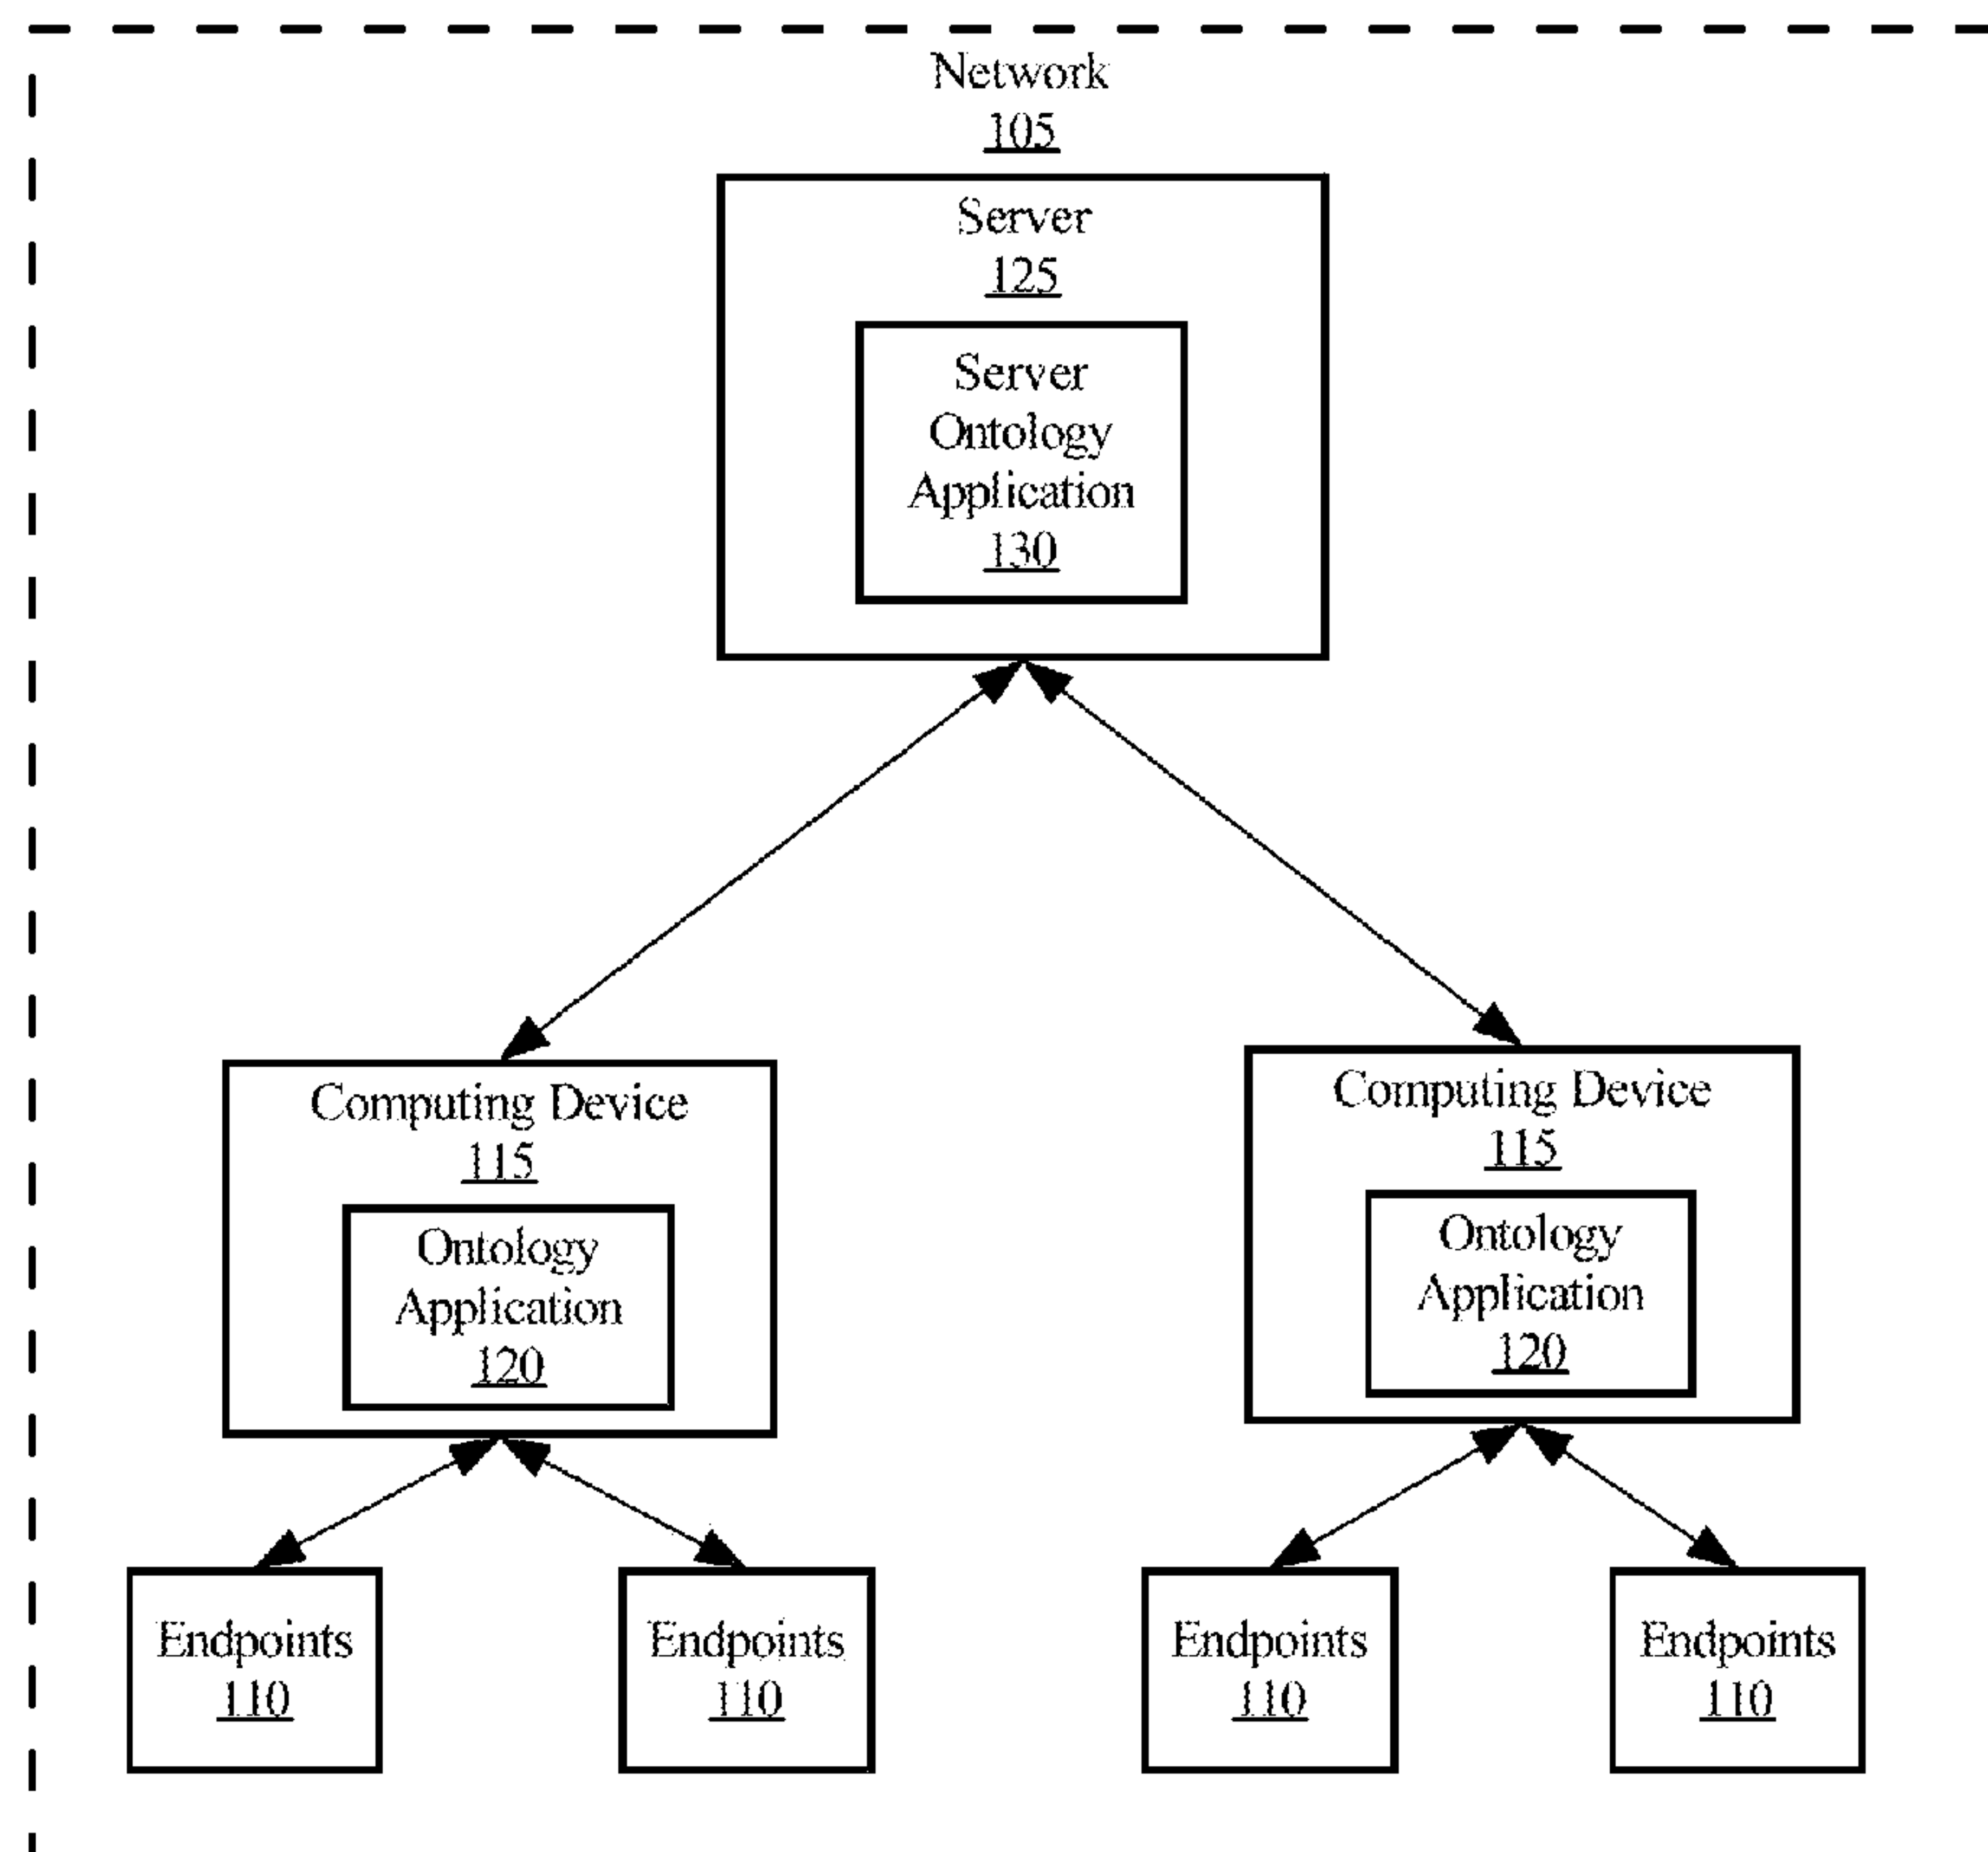 Network
105
Server
125
Server
Ontology
Application
130
Computing Device
115
Ontology
Application
120
Computing Device
115
Ontology
Application
120
Endpoints
110
Endpoints
110
Endpoints
110
Endpoints
110